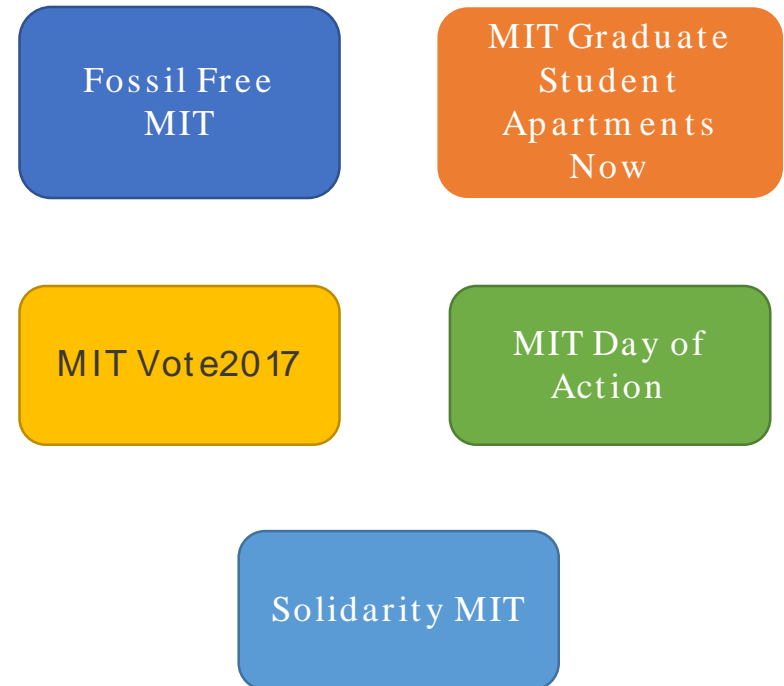 Fossil Free
MIT
MIT Graduate
Student
Apartments
Now
MIT Vote2017
MIT Day of
Action
Solidarity MIT